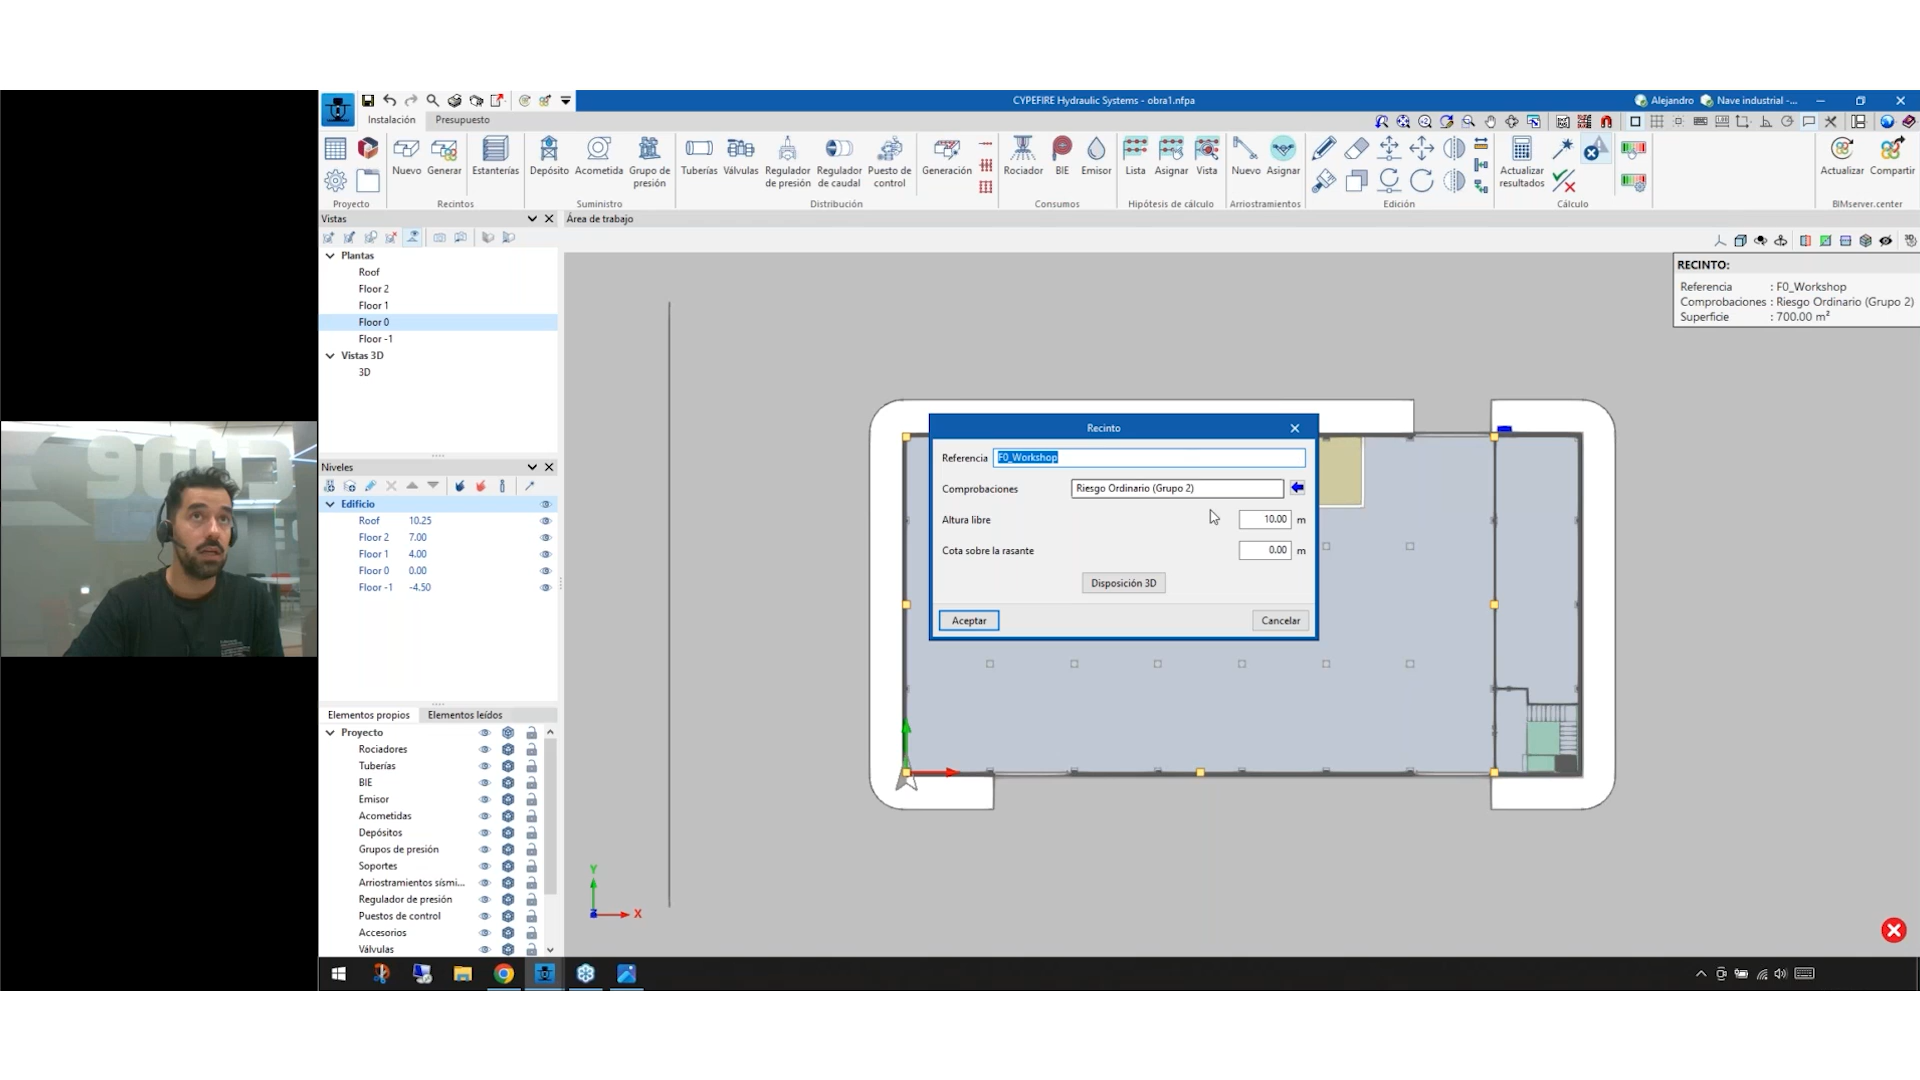 CYPEFIRE Hydraulic Systems - obra1.nfpa
Alejandro
Nave industrial -...
Instalación
Presupuesto
Nuevo
Generar
Estanterías
Depósito
Acometida
Grupo de presión
Tuberías
Válvulas
Regulador de presión
Regulador de caudal
Puesto de control
Generación
Rociador
BIE
Emisor
Lista
Asignar
Vista
Nuevo
Asignar
Actualizar resultados
Actualizar
Compartir
Proyecto
Recintos
Suministro
Distribución
Consumos
Hipótesis de cálculo
Arriostramientos
Edición
Cálculo
BIMserver.center
Vistas
Área de trabajo
Plantas
Roof
Floor 2
Floor 1
Floor 0
Floor -1
Vistas 3D
3D
Niveles
Edificio
Roof 10.25
Floor 2 7.00
Floor 1 4.00
Floor 0 0.00
Floor -1 -4.50
Elementos propios
Elementos leídos
Proyecto
Rociadores
Tuberías
BIE
Emisor
Acometidas
Depósitos
Grupos de presión
Soportes
Arriostramientos sísmi...
Regulador de presión
Puestos de control
Accesorios
Válvulas
RECINTO:
Referencia : F0_Workshop
Comprobaciones : Riesgo Ordinario (Grupo 2)
Superficie : 700.00 m²
Recinto
Referencia F0_Workshop
Comprobaciones Riesgo Ordinario (Grupo 2)
Altura libre 10.00 m
Cota sobre la rasante 0.00 m
Disposición 3D
Aceptar
Cancelar
Y
X